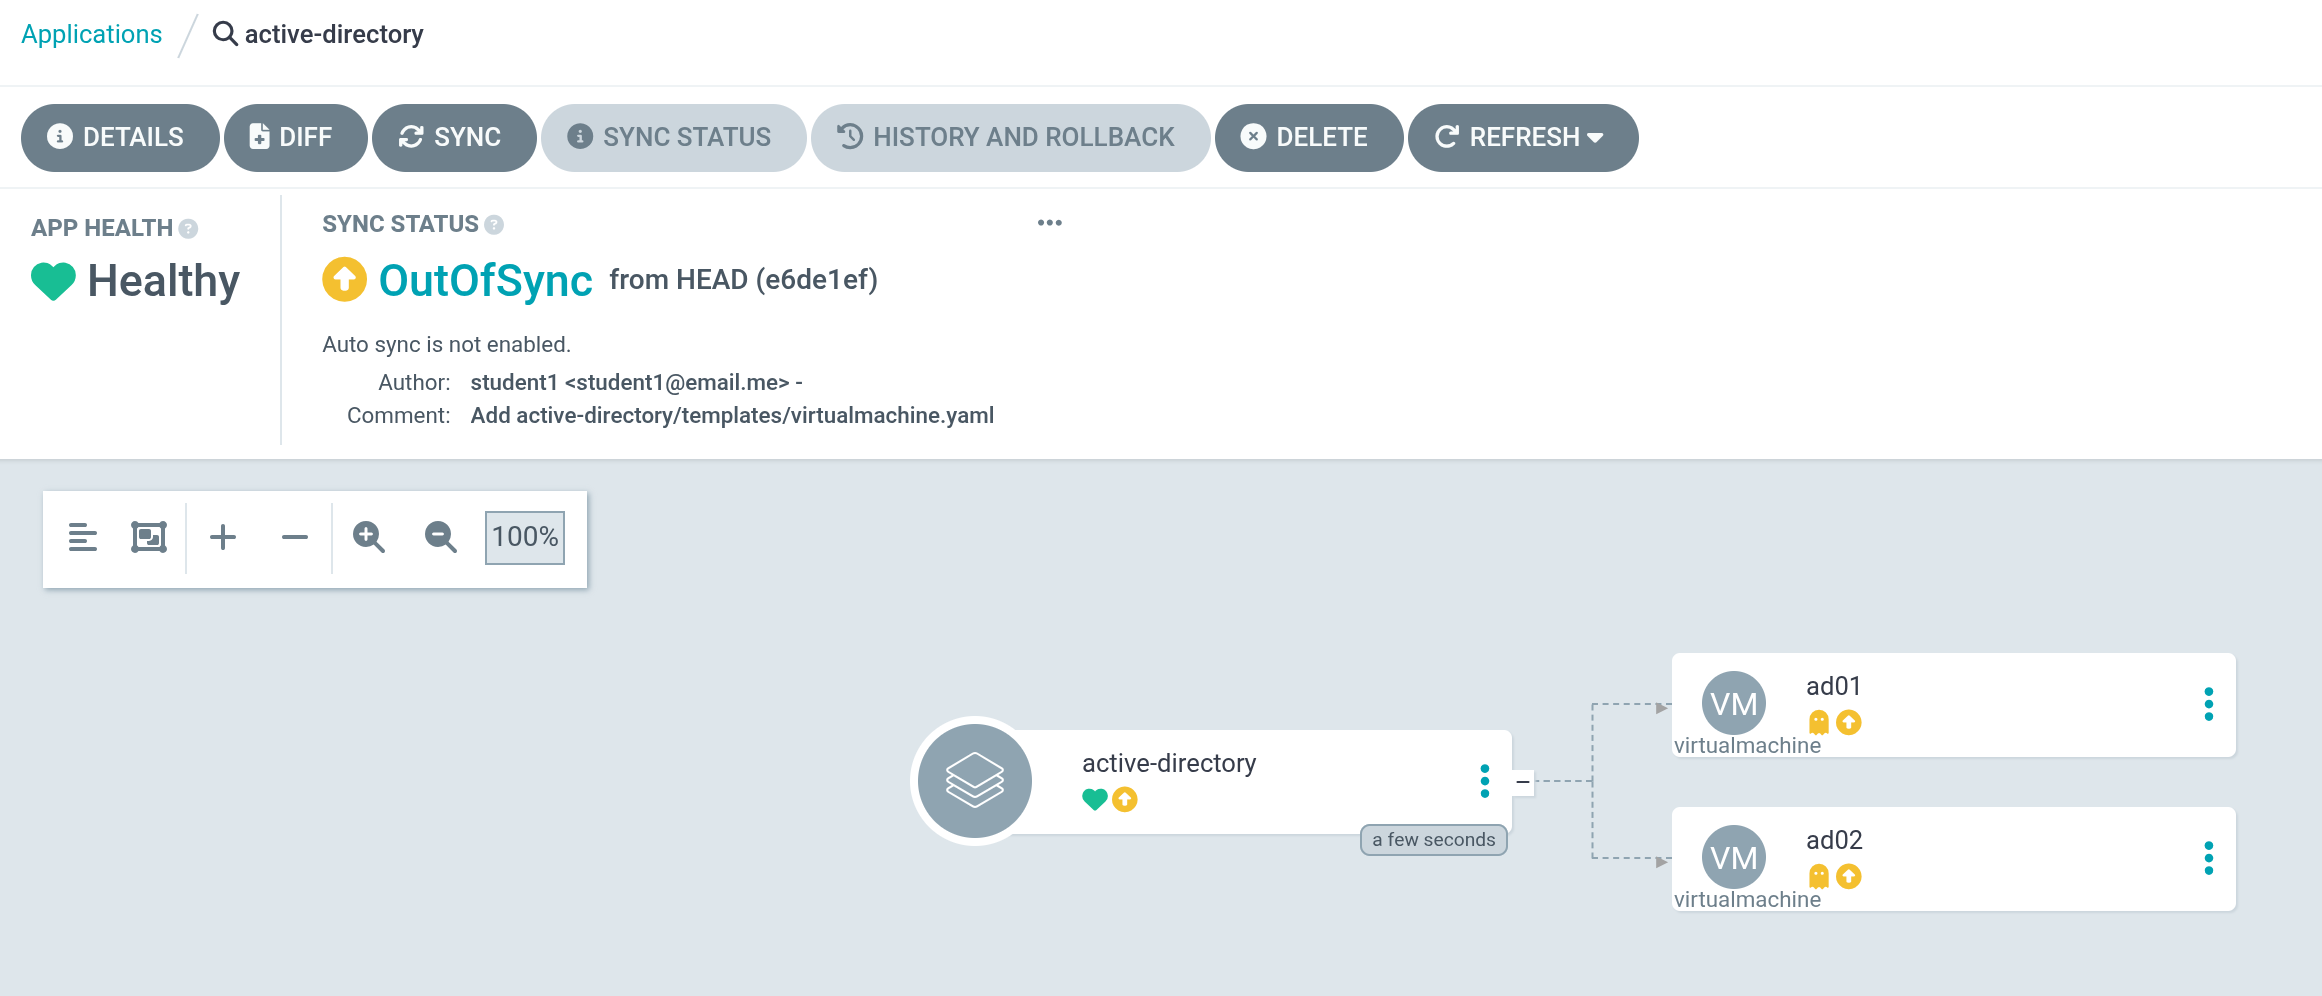 Applications / active-directory
DETAILS DIFF SYNC SYNC STATUS HISTORY AND ROLLBACK DELETE REFRESH
APP HEALTH ?
Healthy
SYNC STATUS ?
OutOfSync from HEAD (e6de1ef)
Auto sync is not enabled.
Author: student1 <student1@email.me> -
Comment: Add active-directory/templates/virtualmachine.yaml
100%
active-directory
a few seconds
VM ad01
virtualmachine
VM ad02
virtualmachine